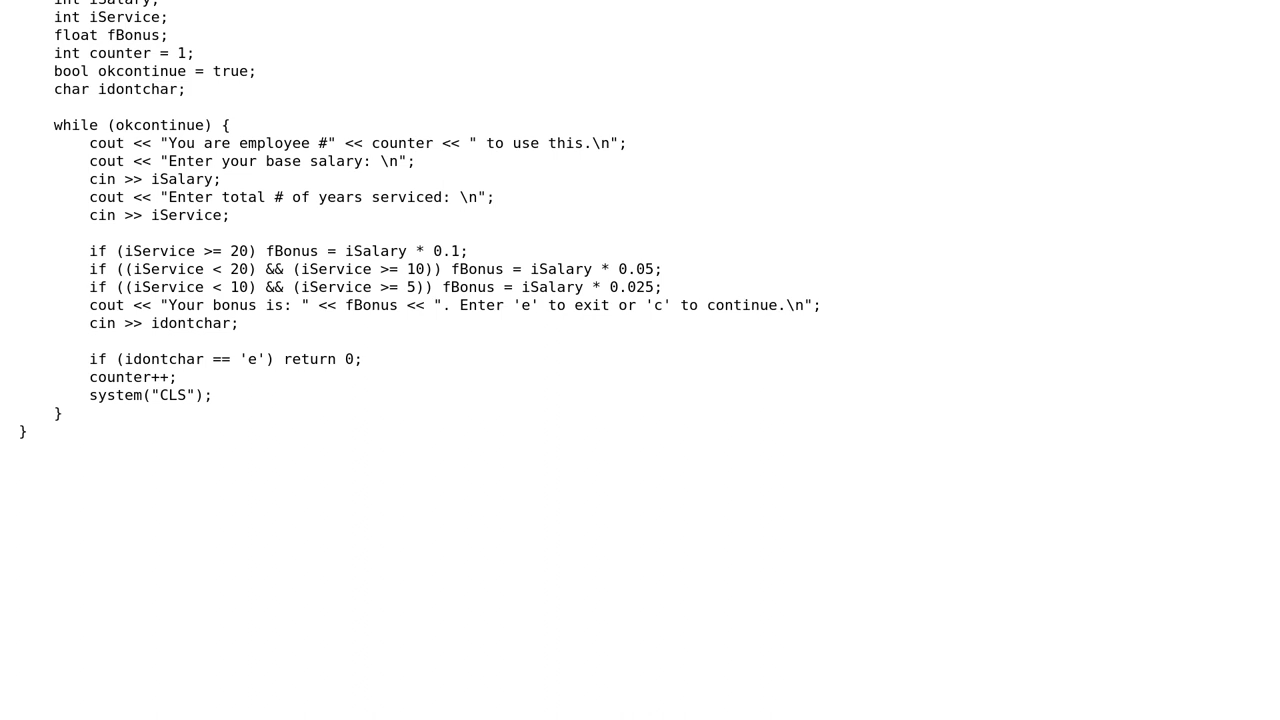 int iSalary;
int iService;
float fBonus;
int counter = 1;
bool okcontinue = true;
char idontchar;
while (okcontinue) {
cout << "You are employee #" << counter << " to use this.\n";
cout << "Enter your base salary: \n";
cin >> iSalary;
cout << "Enter total # of years serviced: \n";
cin >> iService;
if (iService >= 20) fBonus = iSalary * 0.1;
if ((iService < 20) && (iService >= 10)) fBonus = iSalary * 0.05;
if ((iService < 10) && (iService >= 5)) fBonus = iSalary * 0.025;
cout << "Your bonus is: " << fBonus << ". Enter 'e' to exit or 'c' to continue.\n";
cin >> idontchar;
if (idontchar == 'e') return 0;
counter++;
system("CLS");
}
}